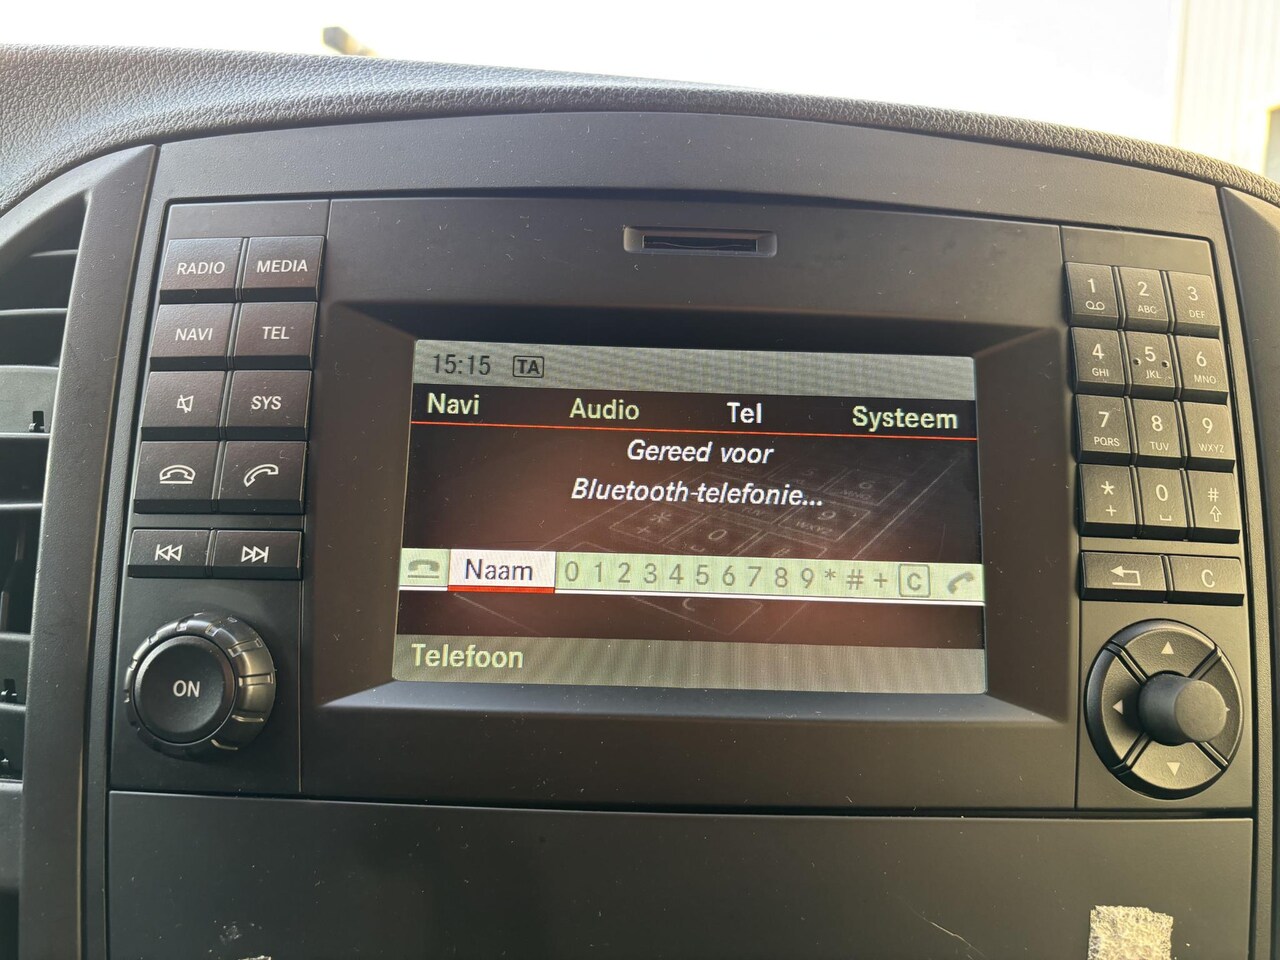 RADIO MEDIA
NAVI TEL
SYS
ON
15:15 TA
Navi Audio Tel Systeem
Gereed voor
Bluetooth-telefonie...
Naam 0 1 2 3 4 5 6 7 8 9 * # + C
Telefoon
1 2 ABC 3 DEF
4 GHI 5 JKL 6 MNO
7 PQRS 8 TUV 9 WXYZ
* + 0 #
C